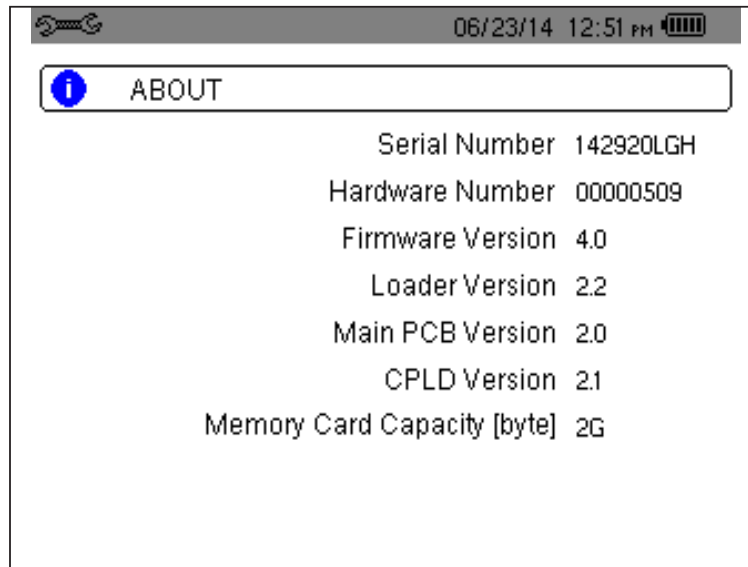 06/23/14 12:51 PM
i ABOUT
Serial Number 142920LGH
Hardware Number 00000509
Firmware Version 4.0
Loader Version 2.2
Main PCB Version 2.0
CPLD Version 2.1
Memory Card Capacity [byte] 2G